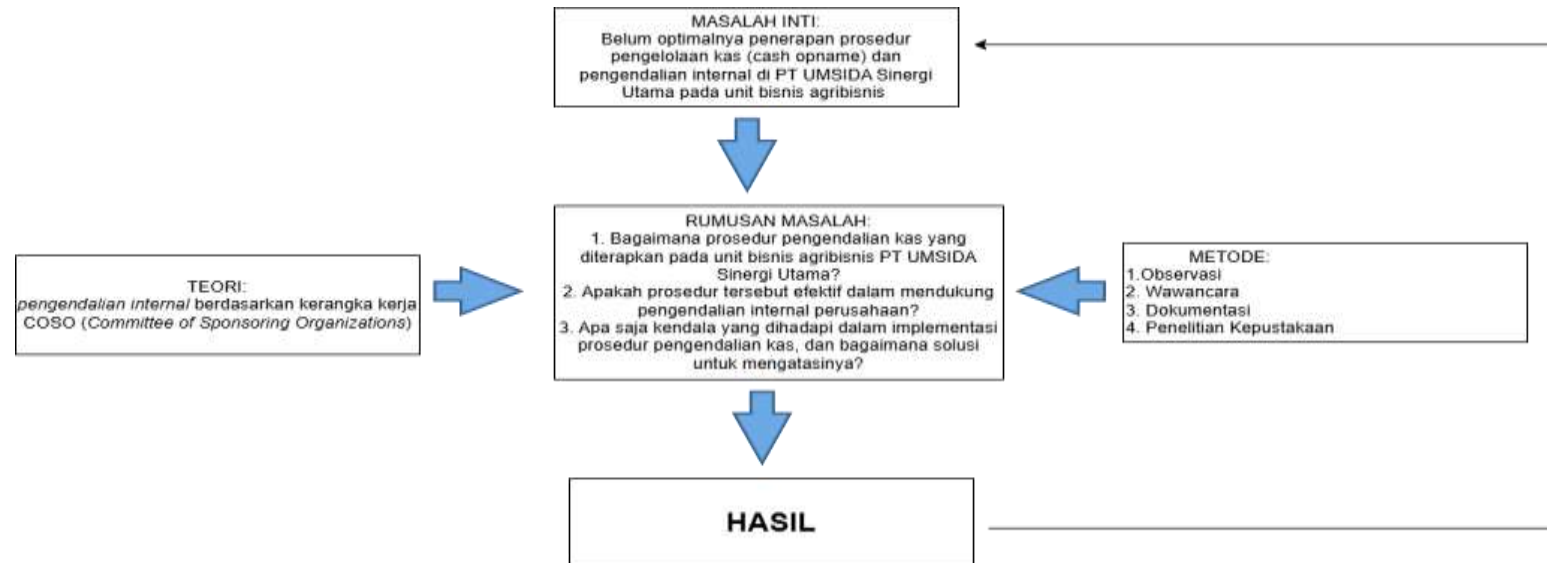 MASALAH INTI:
Belum optimalnya penerapan prosedur
pengelolaan kas (cash opname) dan
pengendalian internal di PT UMSIDA Sinergi
Utama pada unit bisnis agribisnis
RUMUSAN MASALAH:
1. Bagaimana prosedur pengendalian kas yang
diterapkan pada unit bisnis agribisnis PT UMSIDA
Sinergi Utama?
2. Apakah prosedur tersebut efektif dalam mendukung
pengendalian internal perusahaan?
3. Apa saja kendala yang dihadapi dalam implementasi
prosedur pengendalian kas, dan bagaimana solusi
untuk mengatasinya?
TEORI:
pengendalian internal berdasarkan kerangka kerja
COSO (Committee of Sponsoring Organizations)
METODE:
1.Observasi
2. Wawancara
3. Dokumentasi
4. Penelitian Kepustakaan
HASIL